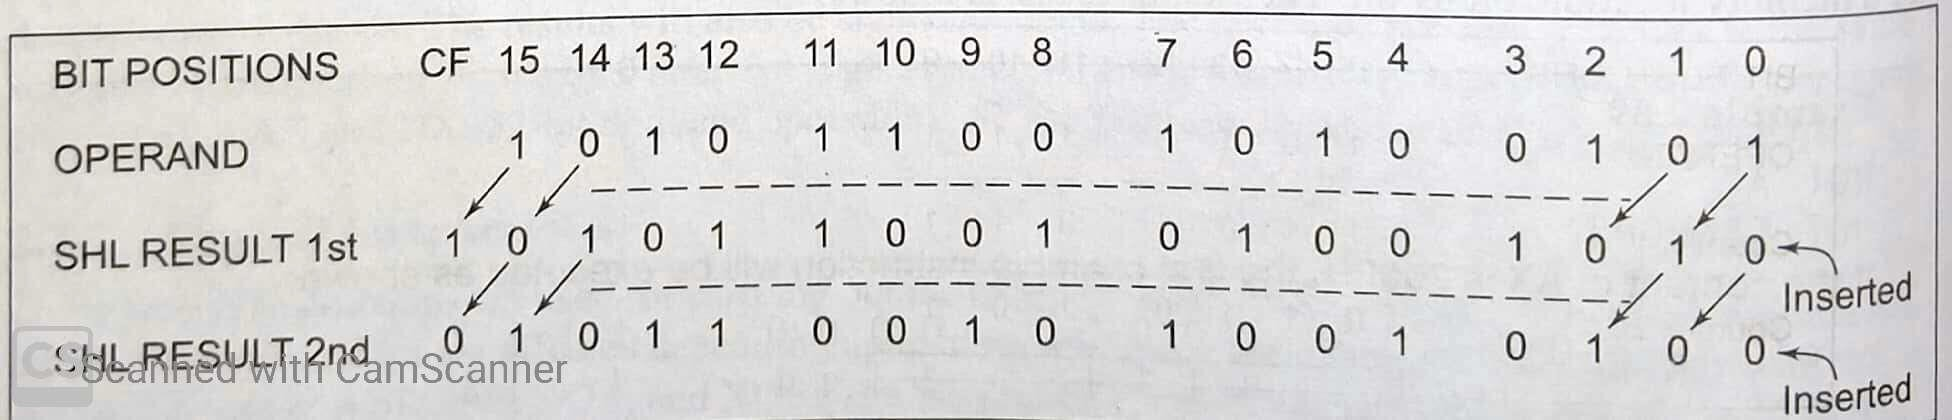 BIT POSITIONS CF 15 14 13 12 11 10 9 8 7 6 5 4 3 2 1 0
OPERAND 1 0 1 0 1 1 0 0 1 0 1 0 0 1 0 1
SHL RESULT 1st 1 0 1 0 1 1 0 0 1 0 1 0 0 1 0 1 0
Inserted
SHL RESULT 2nd 0 1 0 1 1 0 0 1 0 1 0 0 1 0 1 0 0
Inserted
CS Scanned with CamScanner